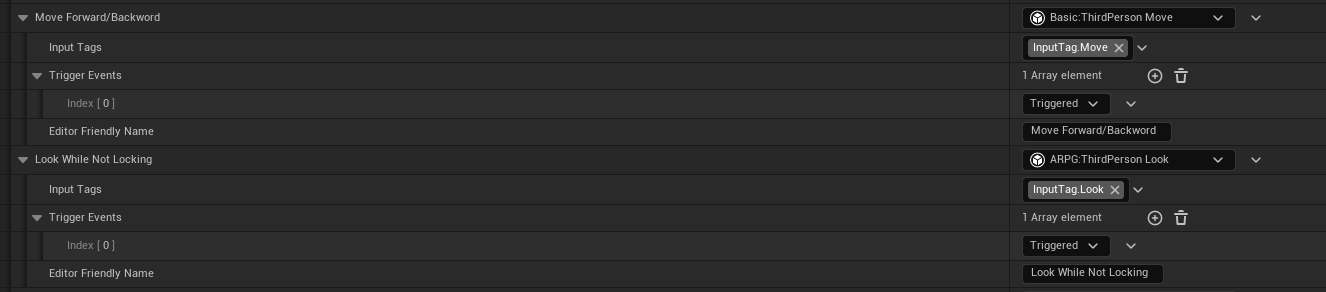 Move Forward/Backword Basic:ThirdPerson Move
Input Tags InputTag.Move
Trigger Events 1 Array element
Index [ 0 ] Triggered
Editor Friendly Name Move Forward/Backword
Look While Not Locking ARPG:ThirdPerson Look
Input Tags InputTag.Look
Trigger Events 1 Array element
Index [ 0 ] Triggered
Editor Friendly Name Look While Not Locking